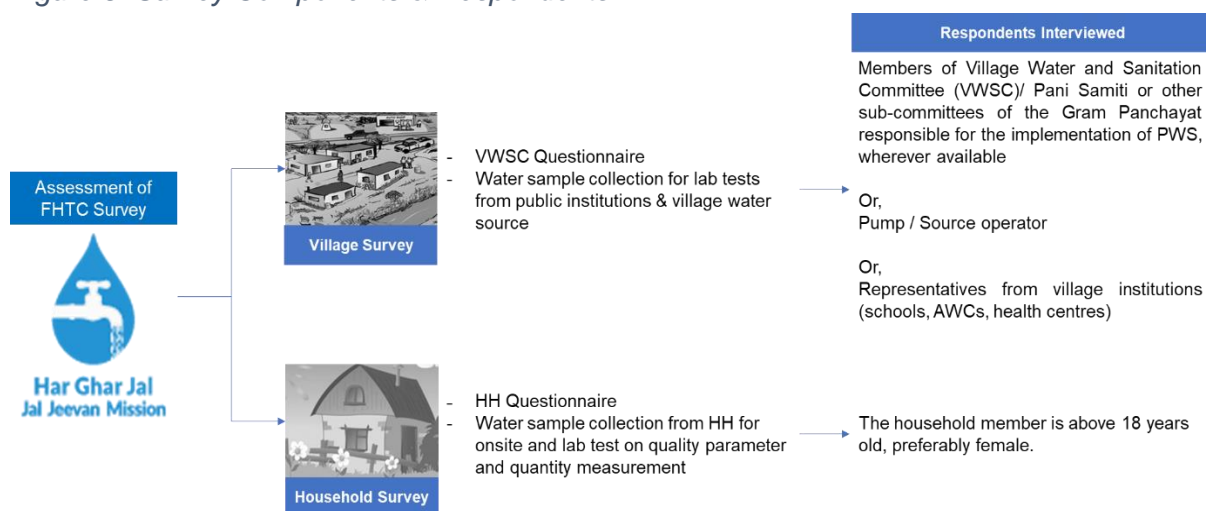 Respondents Interviewed
Members of Village Water and Sanitation
Committee (VWSC)/ Pani Samiti or other
sub-committees of the Gram Panchayat
responsible for the implementation of PWS,
wherever available
Or,
Pump / Source operator
Or,
Representatives from village institutions
(schools, AWCs, health centres)
Assessment of
FHTC Survey
Har Ghar Jal
Jal Jeevan Mission
- VWSC Questionnaire
- Water sample collection for lab tests
from public institutions & village water
source
Village Survey
- HH Questionnaire
- Water sample collection from HH for
onsite and lab test on quality parameter
and quantity measurement
Household Survey
The household member is above 18 years
old, preferably female.